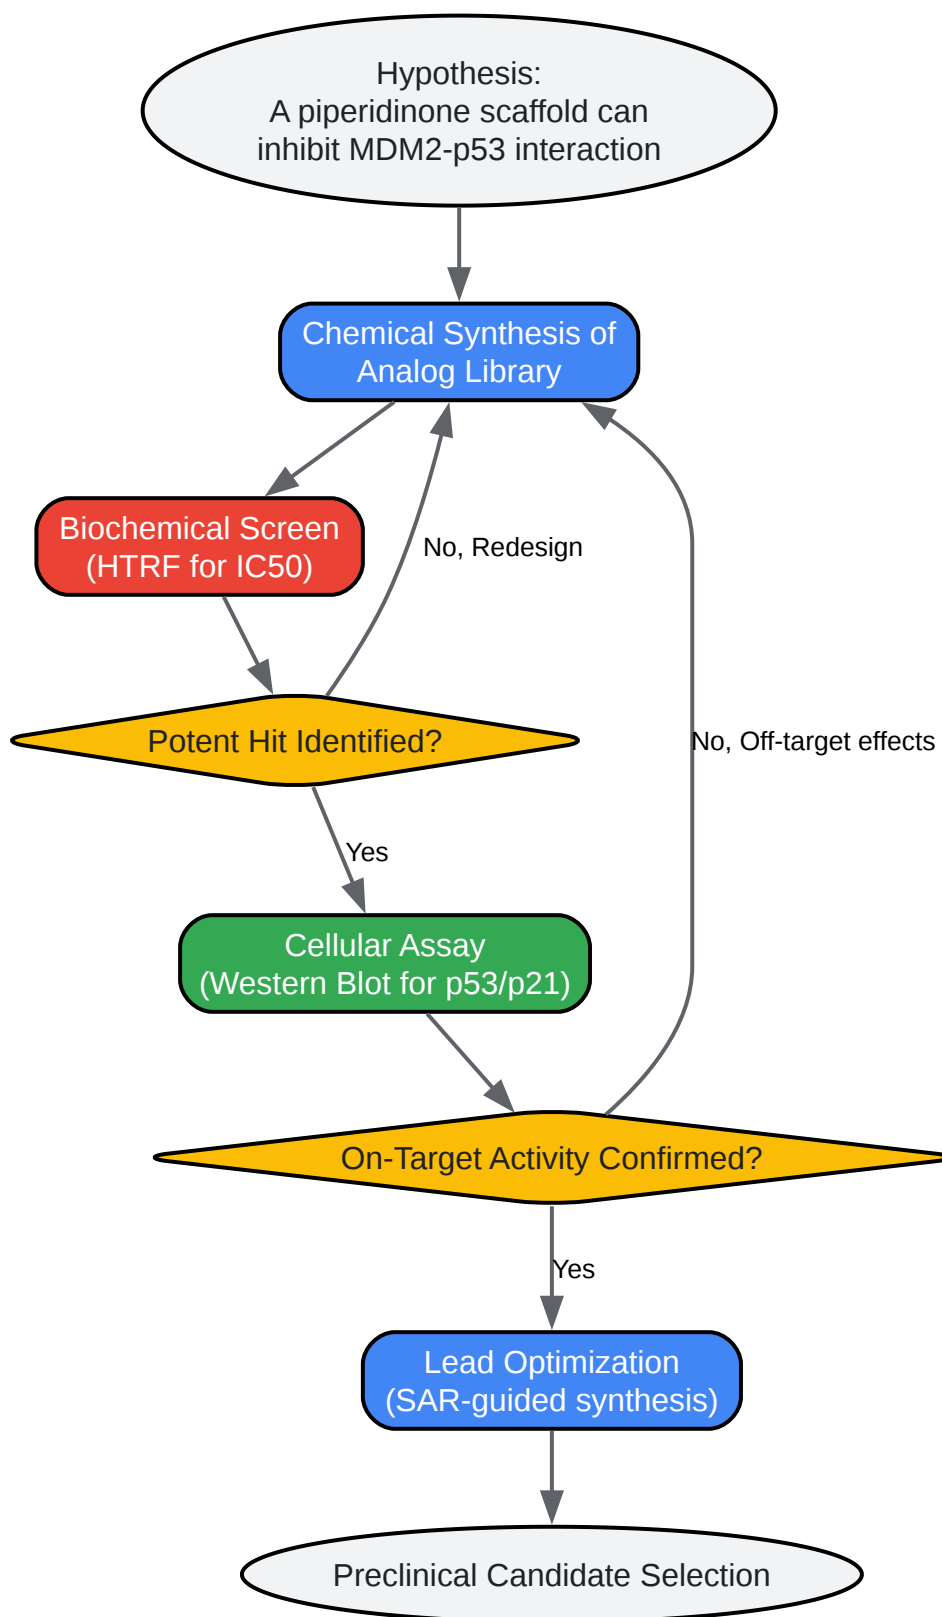 Hypothesis:
A piperidinone scaffold can
inhibit MDM2-p53 interaction
Chemical Synthesis of
Analog Library
Biochemical Screen
(HTRF for IC50)
No, Redesign
Potent Hit Identified?
No, Off-target effects
Yes
Cellular Assay
(Western Blot for p53/p21)
On-Target Activity Confirmed?
Yes
Lead Optimization
(SAR-guided synthesis)
Preclinical Candidate Selection